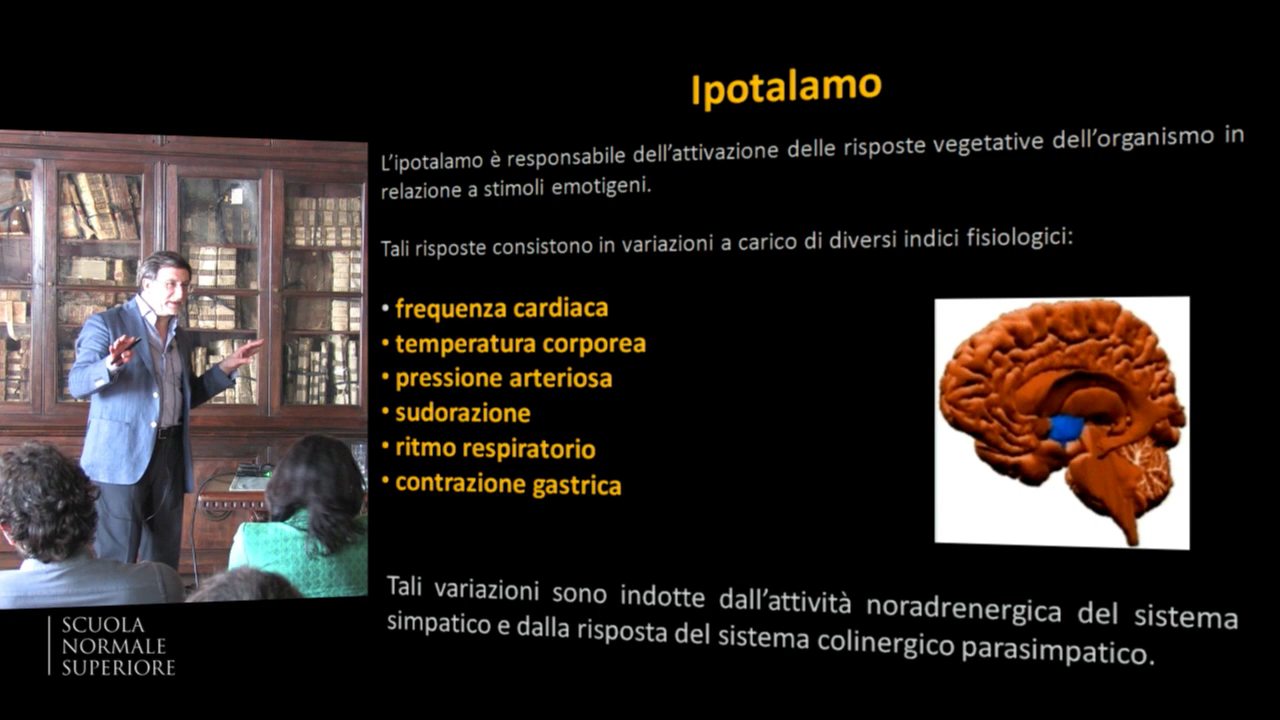 Ipotalamo
L'ipotalamo è responsabile dell'attivazione delle risposte vegetative dell'organismo in
relazione a stimoli emotigeni.
Tali risposte consistono in variazioni a carico di diversi indici fisiologici:
• frequenza cardiaca
• temperatura corporea
• pressione arteriosa
• sudorazione
• ritmo respiratorio
• contrazione gastrica
Tali variazioni sono indotte dall'attività noradrenergica del sistema
simpatico e dalla risposta del sistema colinergico parasimpatico.
SCUOLA
NORMALE
SUPERIORE